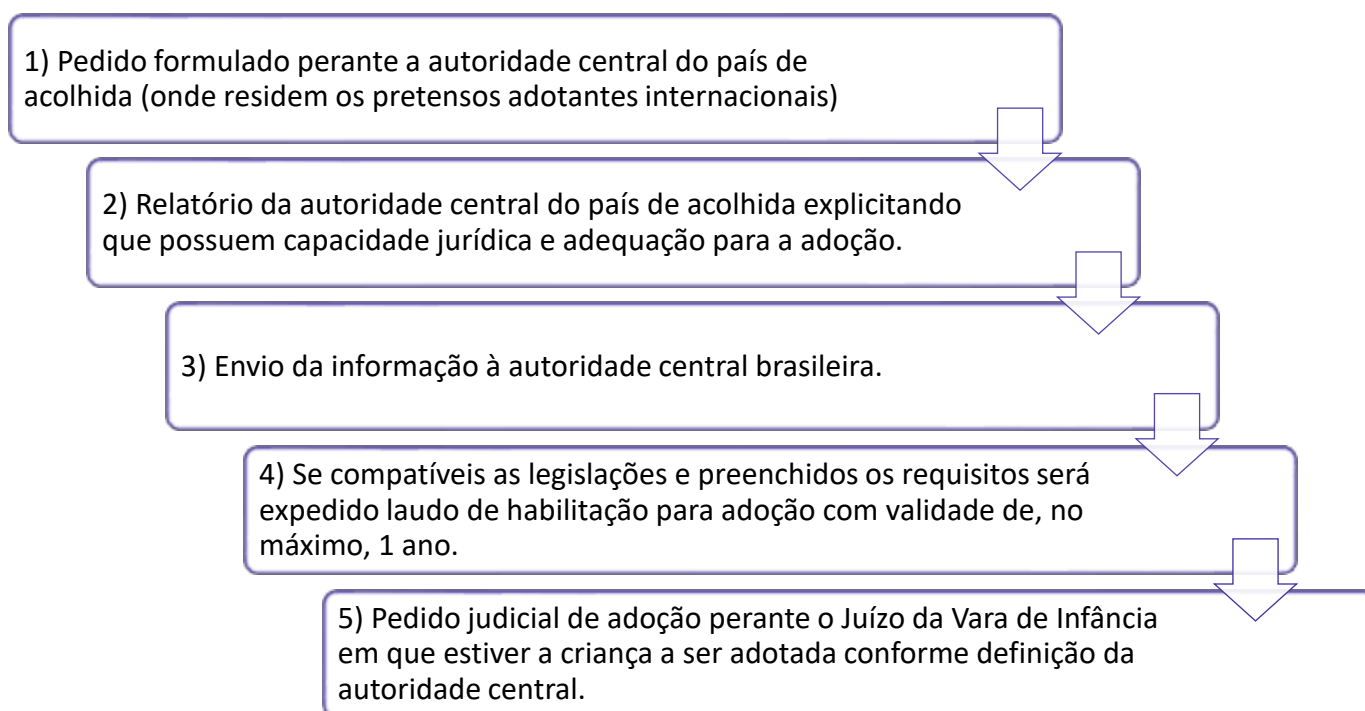 1) Pedido formulado perante a autoridade central do país de
acolhida (onde residem os pretensos adotantes internacionais)
2) Relatório da autoridade central do país de acolhida explicitando
que possuem capacidade jurídica e adequação para a adoção.
3) Envio da informação à autoridade central brasileira.
4) Se compatíveis as legislações e preenchidos os requisitos será
expedido laudo de habilitação para adoção com validade de, no
máximo, 1 ano.
5) Pedido judicial de adoção perante o Juízo da Vara de Infância
em que estiver a criança a ser adotada conforme definição da
autoridade central.